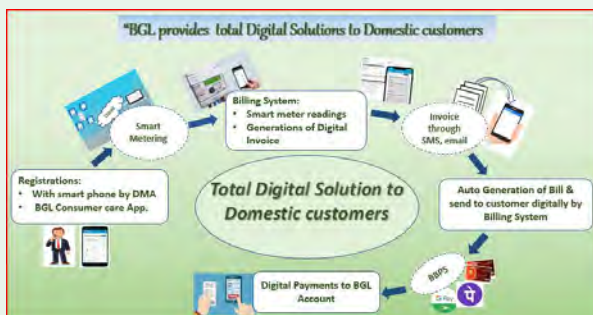 "BGL provides total Digital Solutions to Domestic customers
Smart
Metering
Billing System:
• Smart meter readings
• Generations of Digital
Invoice
Invoice
through
SMS, email
Registrations:
• With smart phone by DMA
• BGL Consumer care App.
Total Digital Solution to
Domestic customers
Auto Generation of Bill &
send to customer digitally by
Billing System
BBPS
Digital Payments to BGL
Account
G Pay
पे